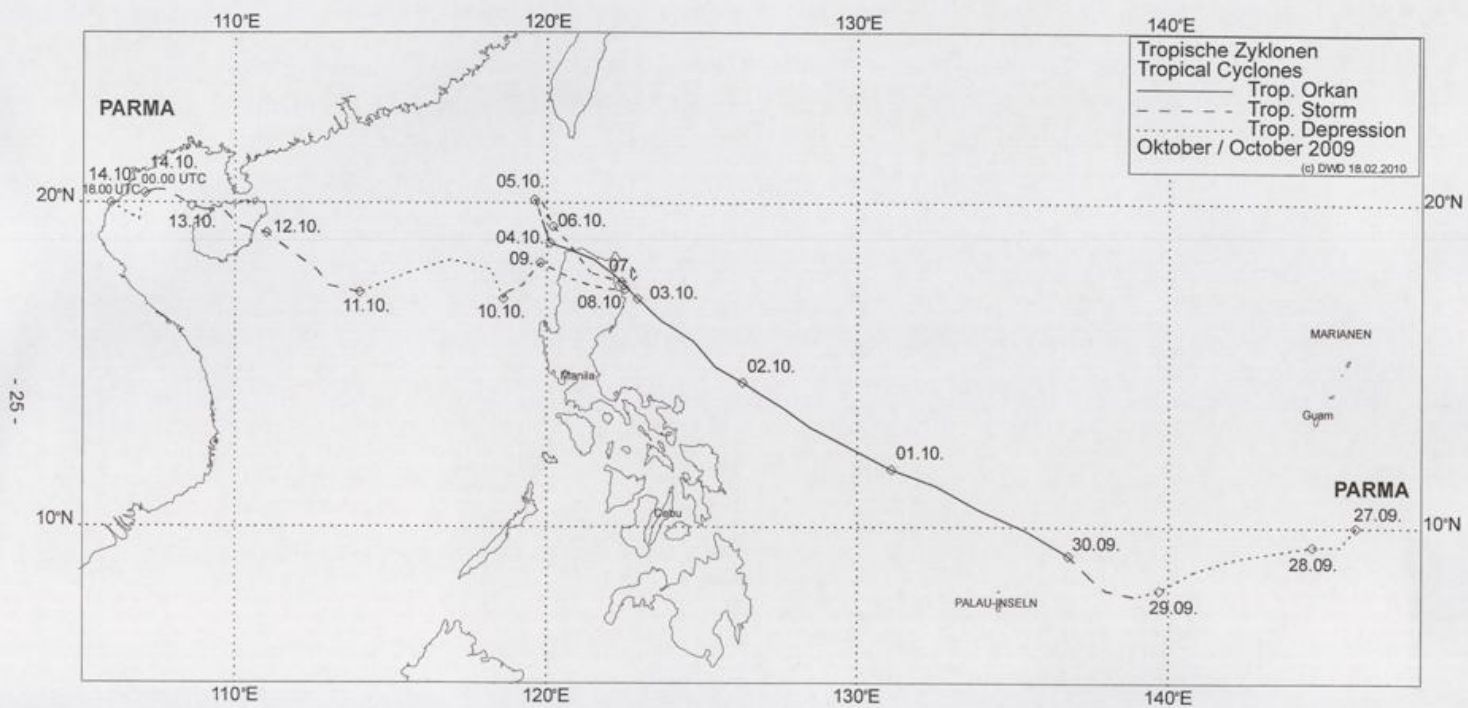 110°E 120°E 130°E 140°E
Tropische Zyklonen
Tropical Cyclones
Trop. Orkan
Trop. Storm
Trop. Depression
Oktober / October 2009
(c) DWD 18.02.2010
PARMA
14.10.
00.00 UTC
14.10.
18.00 UTC
20°N
20°N
05.10.
06.10.
13.10.
12.10.
04.10.
09.
07.
08.10.
03.10.
11.10.
10.10.
MARIANEN
02.10.
Manila
Guam
- 25 -
01.10.
PARMA
27.09.
10°N
10°N
Cebu
30.09.
28.09.
PALAU-INSELN
29.09.
110°E 120°E 130°E 140°E